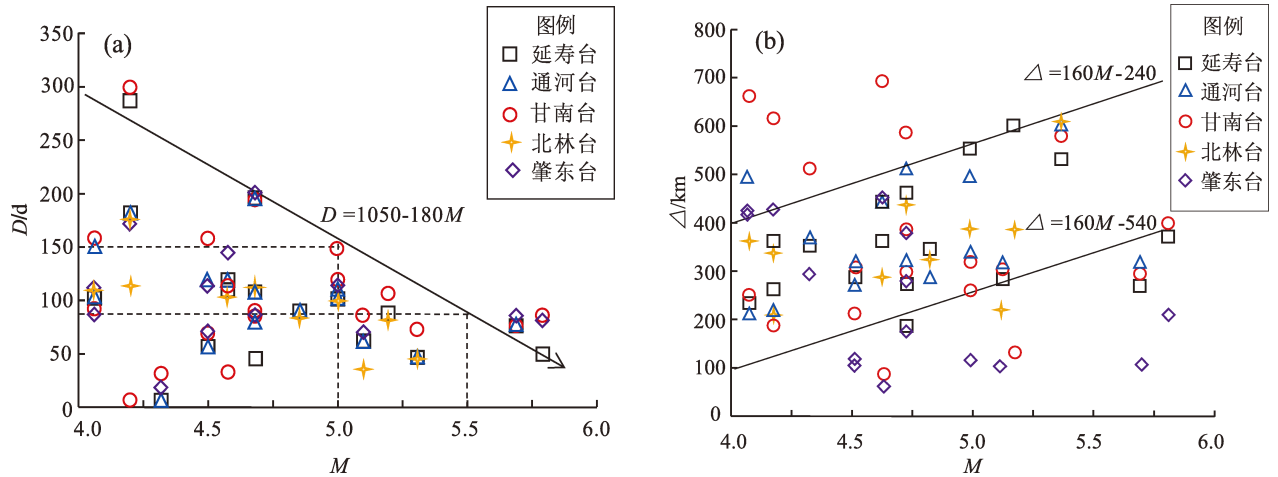 (a)
D/d
350
300
250
200
150
100
50
0
4.0 4.5 5.0 5.5 6.0
M
D =1050-180M
图例
延寿台
通河台
甘南台
北林台
肇东台
(b)
△/km
800
700
600
500
400
300
200
100
0
4.0 4.5 5.0 5.5 6.0
M
△ =160M-240
△ =160M-540
图例
延寿台
通河台
甘南台
北林台
肇东台